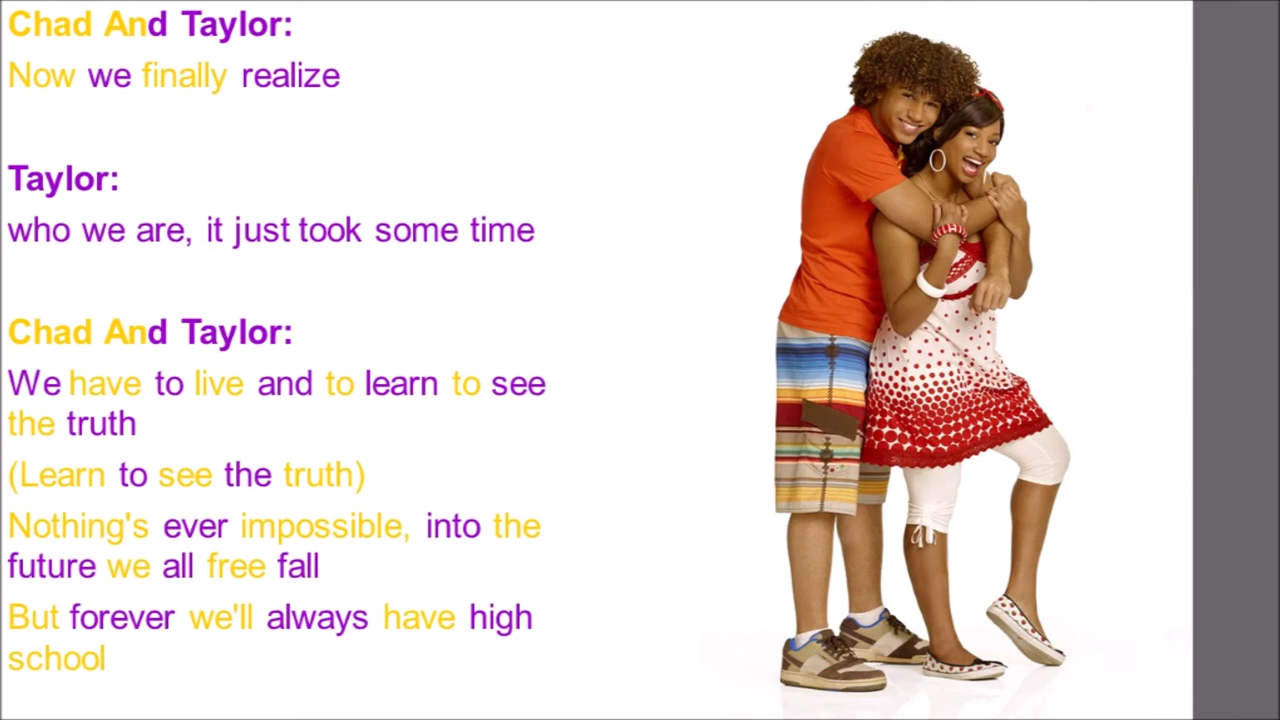 Chad And Taylor:
Now we finally realize
Taylor:
who we are, it just took some time
Chad And Taylor:
We have to live and to learn to see
the truth
(Learn to see the truth)
Nothing's ever impossible, into the
future we all free fall
But forever we'll always have high
school